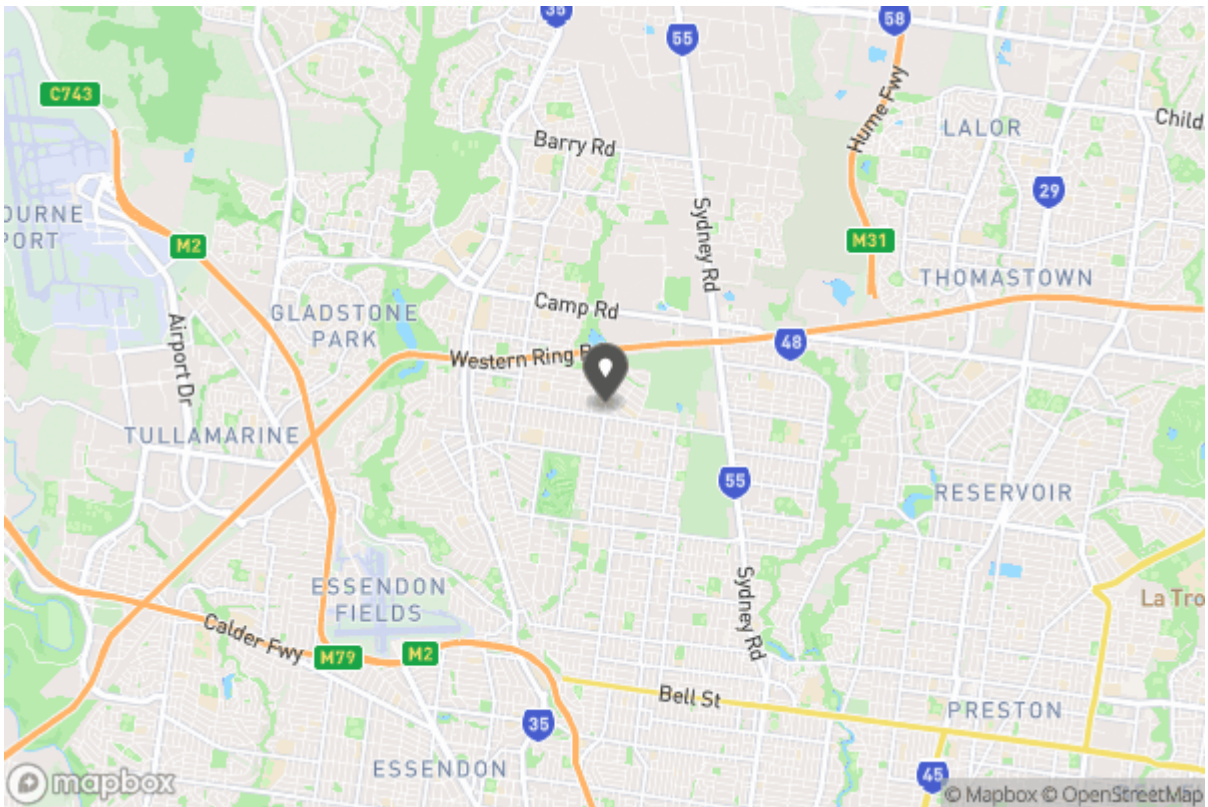 35
58
55
C743
Hume Fwy
Child
LALOR
Barry Rd
29
OURNE
PORT
Sydney Rd
M2
M31
THOMASTOWN
GLADSTONE
PARK
Camp Rd
Airport Dr
48
Western Ring
TULLAMARINE
55
RESERVOIR
ESSENDON
FIELDS
Sydney Rd
La Tro
Calder Fwy
M79
M2
Bell St
35
PRESTON
ESSENDON
45
mapbox
© Mapbox © OpenStreetMap